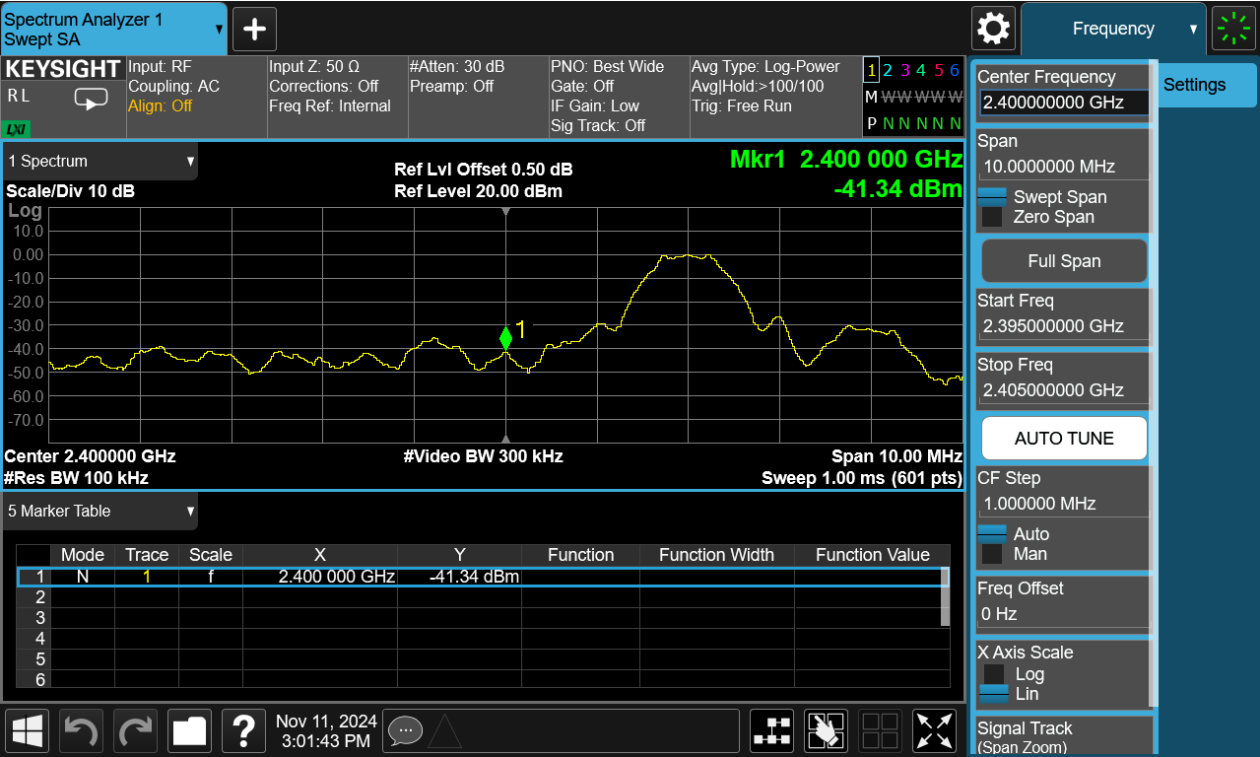 Spectrum Analyzer 1
Swept SA
+
Frequency
KEYSIGHT
R L
LXI
Input: RF
Coupling: AC
Align: Off
Input Z: 50 Ω
Corrections: Off
Freq Ref: Internal
#Atten: 30 dB
Preamp: Off
PNO: Best Wide
Gate: Off
IF Gain: Low
Sig Track: Off
Avg Type: Log-Power
Avg|Hold:>100/100
Trig: Free Run
1 2 3 4 5 6
M W W W W W
P N N N N N
1 Spectrum
Scale/Div 10 dB
Ref Lvl Offset 0.50 dB
Ref Level 20.00 dBm
Mkr1 2.400 000 GHz
-41.34 dBm
Log
10.0
0.00
-10.0
-20.0
-30.0
-40.0
-50.0
-60.0
-70.0
1
Center 2.400000 GHz
#Video BW 300 kHz
Span 10.00 MHz
#Res BW 100 kHz
Sweep 1.00 ms (601 pts)
5 Marker Table
Mode Trace Scale X Y Function Function Width Function Value
1 N 1 f 2.400 000 GHz -41.34 dBm
2
3
4
5
6
?
Nov 11, 2024
3:01:43 PM
Center Frequency
2.400000000 GHz
Settings
Span
10.0000000 MHz
Swept Span
Zero Span
Full Span
Start Freq
2.395000000 GHz
Stop Freq
2.405000000 GHz
AUTO TUNE
CF Step
1.000000 MHz
Auto
Man
Freq Offset
0 Hz
X Axis Scale
Log
Lin
Signal Track
(Span Zoom)